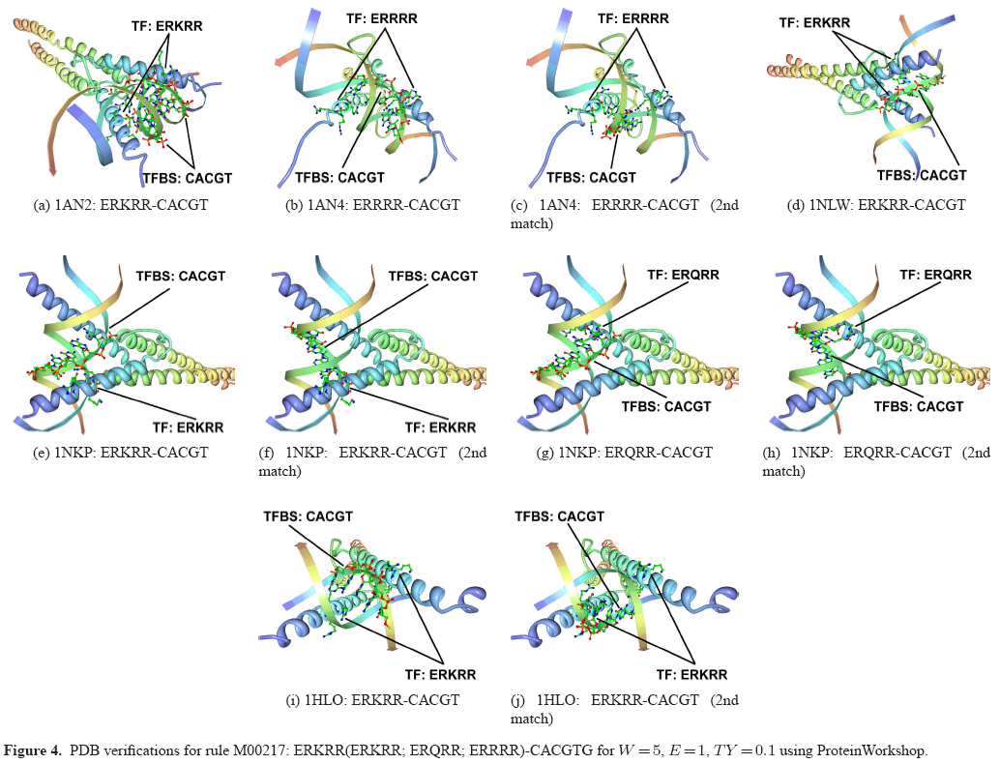 TF: ERKRR
TFBS: CACGT
(a) 1AN2: ERKRR-CACGT
TF: ERRRR
TFBS: CACGT
(b) 1AN4: ERRRR-CACGT
TF: ERRRR
TFBS: CACGT
(c) 1AN4: ERRRR-CACGT (2nd
match)
TF: ERKRR
TFBS: CACGT
(d) 1NLW: ERKRR-CACGT
TFBS: CACGT
TF: ERKRR
(e) 1NKP: ERKRR-CACGT
TFBS: CACGT
TF: ERKRR
(f) 1NKP: ERKRR-CACGT (2nd
match)
TF: ERQRR
TFBS: CACGT
(g) 1NKP: ERQRR-CACGT
TF: ERQRR
TFBS: CACGT
(h) 1NKP: ERQRR-CACGT (2nd
match)
TFBS: CACGT
TF: ERKRR
(i) 1HLO: ERKRR-CACGT
TFBS: CACGT
TF: ERKRR
(j) 1HLO: ERKRR-CACGT (2nd
match)
Figure 4. PDB verifications for rule M00217: ERKRR(ERKRR; ERQRR; ERRRR)-CACGTG for W = 5, E = 1, TY = 0.1 using ProteinWorkshop.